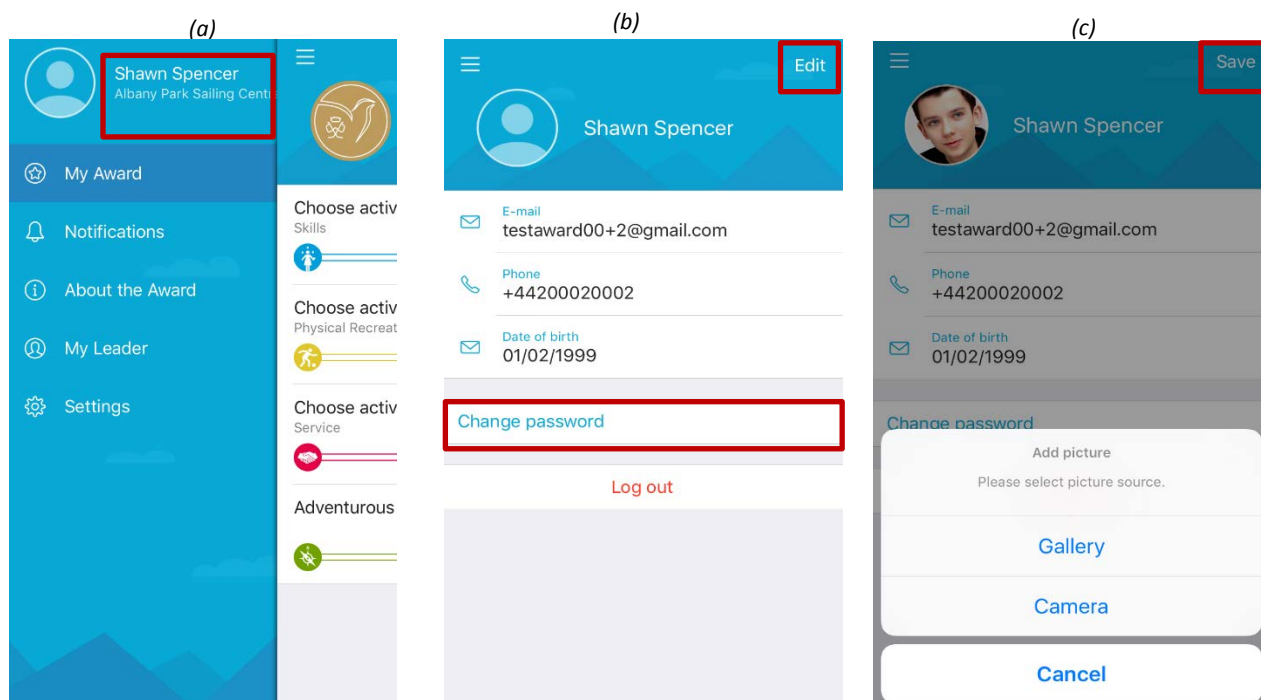 (a)
Shawn Spencer
Albany Park Sailing Centr
My Award
Notifications
About the Award
My Leader
Settings
Choose activ
Skills
Choose activ
Physical Recreat
Choose activ
Service
Adventurous
(b)
Edit
Shawn Spencer
E-mail
testaward00+2@gmail.com
Phone
+44200020002
Date of birth
01/02/1999
Change password
Log out
(c)
Save
Shawn Spencer
E-mail
testaward00+2@gmail.com
Phone
+44200020002
Date of birth
01/02/1999
Change password
Add picture
Please select picture source.
Gallery
Camera
Cancel